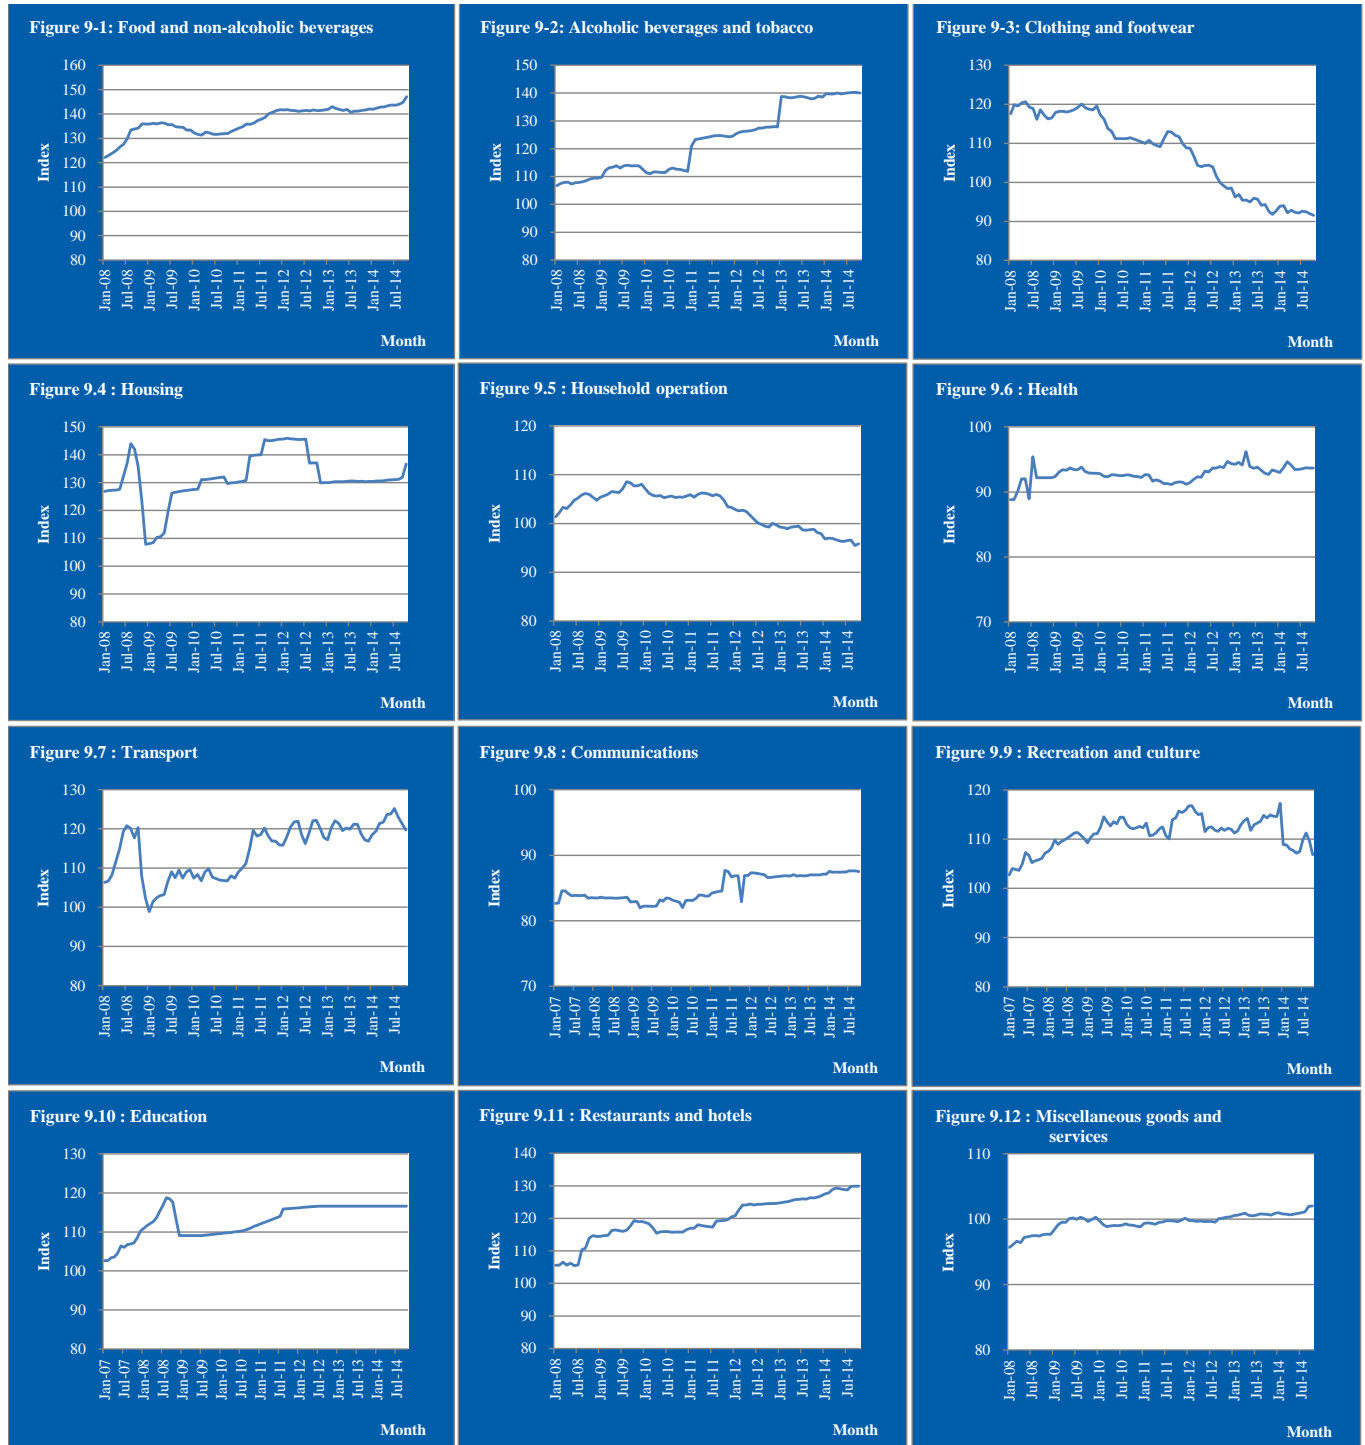 Figure 9-1: Food and non-alcoholic beverages
160
150
140
130
120
110
100
90
80
Index
Jan-08
Jul-08
Jan-09
Jul-09
Jan-10
Jul-10
Jan-11
Jul-11
Jan-12
Jul-12
Jan-13
Jul-13
Jan-14
Jul-14
Month
Figure 9-2: Alcoholic beverages and tobacco
150
140
130
120
110
100
90
80
Index
Jan-08
Jul-08
Jan-09
Jul-09
Jan-10
Jul-10
Jan-11
Jul-11
Jan-12
Jul-12
Jan-13
Jul-13
Jan-14
Jul-14
Month
Figure 9-3: Clothing and footwear
130
120
110
100
90
80
Index
Jan-08
Jul-08
Jan-09
Jul-09
Jan-10
Jul-10
Jan-11
Jul-11
Jan-12
Jul-12
Jan-13
Jul-13
Jan-14
Jul-14
Month
Figure 9.4 : Housing
150
140
130
120
110
100
90
80
Index
Jan-08
Jul-08
Jan-09
Jul-09
Jan-10
Jul-10
Jan-11
Jul-11
Jan-12
Jul-12
Jan-13
Jul-13
Jan-14
Jul-14
Month
Figure 9.5 : Household operation
120
110
100
90
80
Index
Jan-08
Jul-08
Jan-09
Jul-09
Jan-10
Jul-10
Jan-11
Jul-11
Jan-12
Jul-12
Jan-13
Jul-13
Jan-14
Jul-14
Month
Figure 9.6 : Health
100
90
80
70
Index
Jan-08
Jul-08
Jan-09
Jul-09
Jan-10
Jul-10
Jan-11
Jul-11
Jan-12
Jul-12
Jan-13
Jul-13
Jan-14
Jul-14
Month
Figure 9.7 : Transport
130
120
110
100
90
80
Index
Jan-08
Jul-08
Jan-09
Jul-09
Jan-10
Jul-10
Jan-11
Jul-11
Jan-12
Jul-12
Jan-13
Jul-13
Jan-14
Jul-14
Month
Figure 9.8 : Communications
100
90
80
70
Index
Jan-07
Jul-07
Jan-08
Jul-08
Jan-09
Jul-09
Jan-10
Jul-10
Jan-11
Jul-11
Jan-12
Jul-12
Jan-13
Jul-13
Jan-14
Jul-14
Month
Figure 9.9 : Recreation and culture
120
110
100
90
80
Index
Jan-07
Jul-07
Jan-08
Jul-08
Jan-09
Jul-09
Jan-10
Jul-10
Jan-11
Jul-11
Jan-12
Jul-12
Jan-13
Jul-13
Jan-14
Jul-14
Month
Figure 9.10 : Education
130
120
110
100
90
80
Index
Jan-07
Jul-07
Jan-08
Jul-08
Jan-09
Jul-09
Jan-10
Jul-10
Jan-11
Jul-11
Jan-12
Jul-12
Jan-13
Jul-13
Jan-14
Jul-14
Month
Figure 9.11 : Restaurants and hotels
140
130
120
110
100
90
80
Index
Jan-08
Jul-08
Jan-09
Jul-09
Jan-10
Jul-10
Jan-11
Jul-11
Jan-12
Jul-12
Jan-13
Jul-13
Jan-14
Jul-14
Month
Figure 9.12 : Miscellaneous goods and
services
110
100
90
80
Index
Jan-08
Jul-08
Jan-09
Jul-09
Jan-10
Jul-10
Jan-11
Jul-11
Jan-12
Jul-12
Jan-13
Jul-13
Jan-14
Jul-14
Month